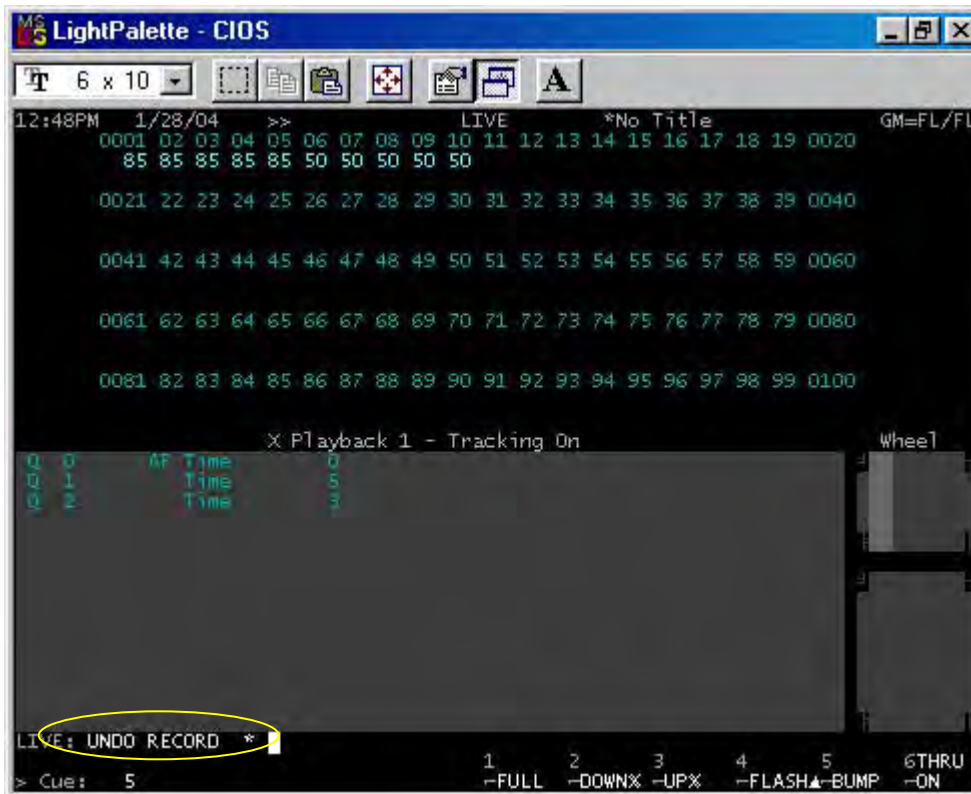 LightPalette - CIOS
6 x 10
A
12:48PM 1/28/04 >> LIVE *No Title GM=FL/FL
0001 02 03 04 05 06 07 08 09 10 11 12 13 14 15 16 17 18 19 0020
85 85 85 85 85 50 50 50 50 50
0021 22 23 24 25 26 27 28 29 30 31 32 33 34 35 36 37 38 39 0040
0041 42 43 44 45 46 47 48 49 50 51 52 53 54 55 56 57 58 59 0060
0061 62 63 64 65 66 67 68 69 70 71 72 73 74 75 76 77 78 79 0080
0081 82 83 84 85 86 87 88 89 90 91 92 93 94 95 96 97 98 99 0100
X Playback 1 - Tracking On Wheel
Q 0 AF Time 0
Q 1 Time 5
Q 2 Time 3
LIVE: UNDO RECORD *
1 2 3 4 5 6THRU
> Cue: 5 -FULL -DOWN% -UP% -FLASH▲-BUMP -ON